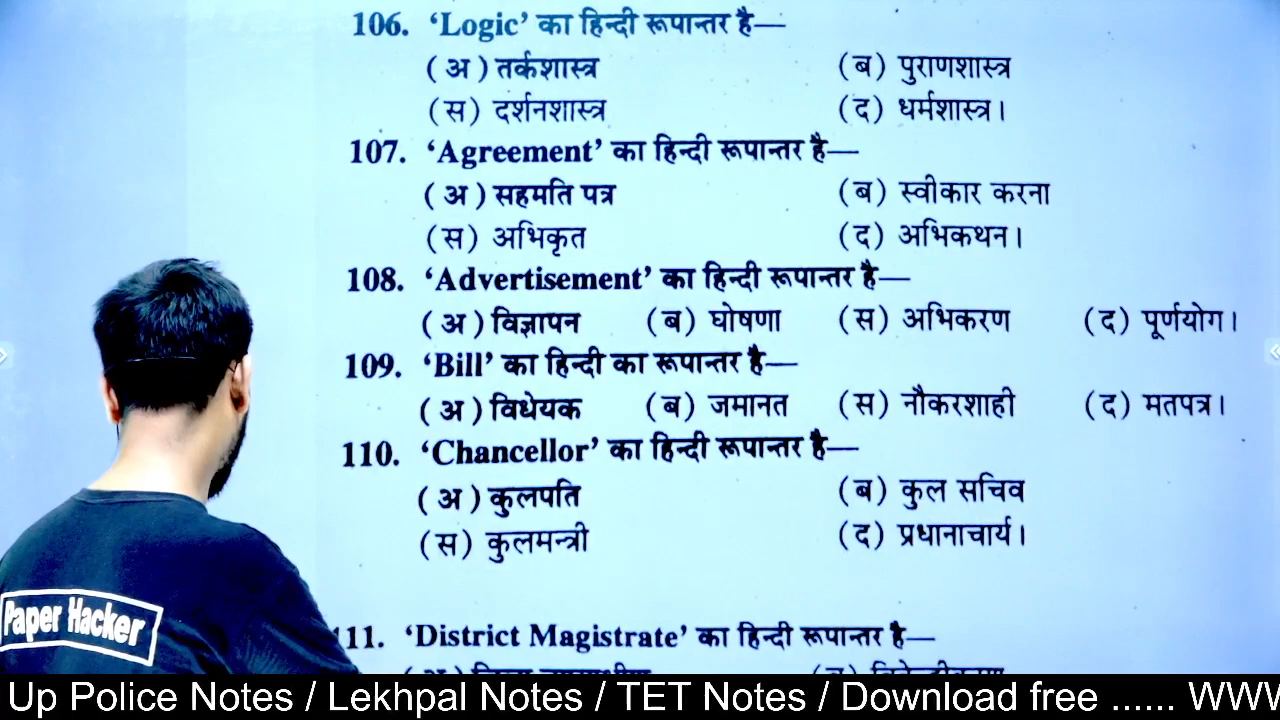 106. ‘Logic’ का हिन्दी रूपान्तर है—
(अ) तर्कशास्त्र (ब) पुराणशास्त्र
(स) दर्शनशास्त्र (द) धर्मशास्त्र।
107. ‘Agreement’ का हिन्दी रूपान्तर है—
(अ) सहमति पत्र (ब) स्वीकार करना
(स) अभिकृत (द) अभिकथन।
108. ‘Advertisement’ का हिन्दी रूपान्तर है—
(अ) विज्ञापन (ब) घोषणा (स) अभिकरण (द) पूर्णयोग।
109. ‘Bill’ का हिन्दी का रूपान्तर है—
(अ) विधेयक (ब) जमानत (स) नौकरशाही (द) मतपत्र।
110. ‘Chancellor’ का हिन्दी रूपान्तर है—
(अ) कुलपति (ब) कुल सचिव
(स) कुलमन्त्री (द) प्रधानाचार्य।
Paper Hacker
111. ‘District Magistrate’ का हिन्दी रूपान्तर है—
Up Police Notes / Lekhpal Notes / TET Notes / Download free ...... WWW